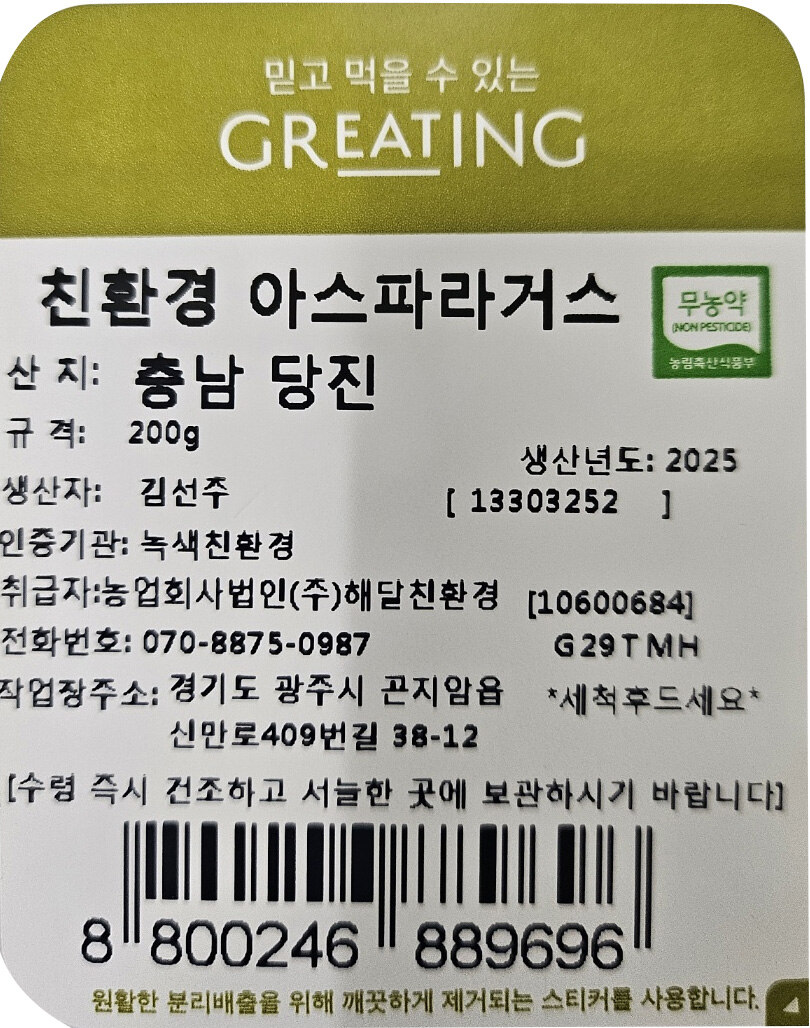 믿고 먹을 수 있는
GREATING
친환경 아스파라거스
무농약
(NON PESTICIDE)
농림축산식품부
산 지: 충남 당진
규 격: 200g
생산년도: 2025
생산자: 김선주 [ 13303252 ]
인증기관: 녹색친환경
취급자:농업회사법인(주)해달친환경 [10600684]
전화번호: 070-8875-0987 G29TMH
작업장주소: 경기도 광주시 곤지암읍 *세척후드세요*
신만로409번길 38-12
[수령 즉시 건조하고 서늘한 곳에 보관하시기 바랍니다]
8 800246 889696
원활한 분리배출을 위해 깨끗하게 제거되는 스티커를 사용합니다.